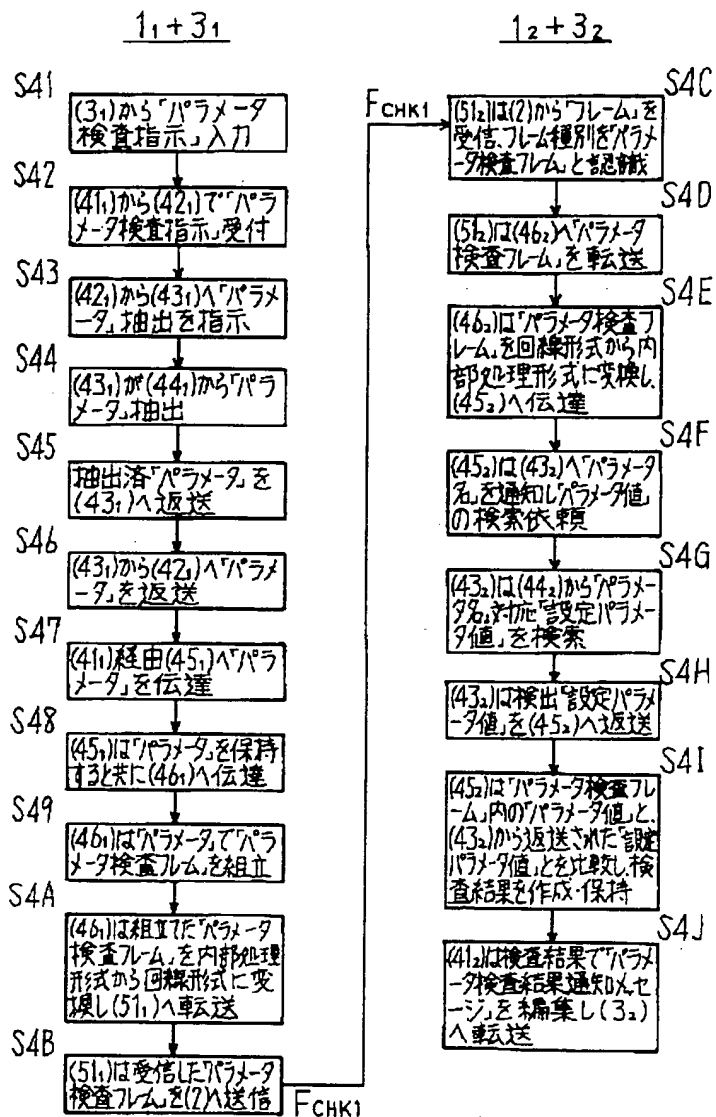 1₁+3₁
S41
(3₁)から「パラメータ
検査指示」入力
S42
(41₁)から(42₁)で「パラ
メータ検査指示」受付
S43
(42₁)から(43₁)へ「パラメ
ータ」抽出を指示
S44
(43₁)が(44₁)から「パラ
メータ」抽出
S45
抽出済「パラメータ」を
(43₁)へ返送
S46
(43₁)から(42₁)へ「パラメ
ータ」を返送
S47
(41₁)経由(45₁)へ「パラ
メータ」を伝達
S48
(45₁)は「パラメータ」を保持
すると共に(46₁)へ伝達
S49
(46₁)は「パラメータ」で「パラ
メータ検査フレーム」を組立
S4A
(46₁)は組立てた「パラメータ
検査フレーム」を内部処理
形式から回線形式に変
換し(51₁)へ転送
S4B
(51₁)は受信した「パラメータ
検査フレーム」を(2)へ送信
FCHK1
FCHK1
1₂+3₂
S4C
(51₂)は(2)から「フレーム」を
受信、フレーム種別を「パラメ
ータ検査フレーム」と認識
S4D
(51₂)は(46₂)へ「パラメータ
検査フレーム」を転送
S4E
(46₂)は「パラメータ検査フ
レーム」を回線形式から内
部処理形式に変換し、
(45₂)へ伝達
S4F
(45₂)は(43₂)へ「パラメータ
名」を通知し「パラメータ値」
の検索依頼
S4G
(43₂)は(44₂)から「パラメー
タ名」対応「設定パラメー
タ値」を検索
S4H
(43₂)は検出「設定パラメ
ータ値」を(45₂)へ返送
S4I
(45₂)は「パラメータ検査フレ
ーム」内の「パラメータ値」と、
(43₂)から返送された「設定
パラメータ値」とを比較し、検
査結果を作成・保持
S4J
(41₂)は検査結果で「パラメ
ータ検査結果通知メッセ
ージ」を編集し(3₂)
へ転送